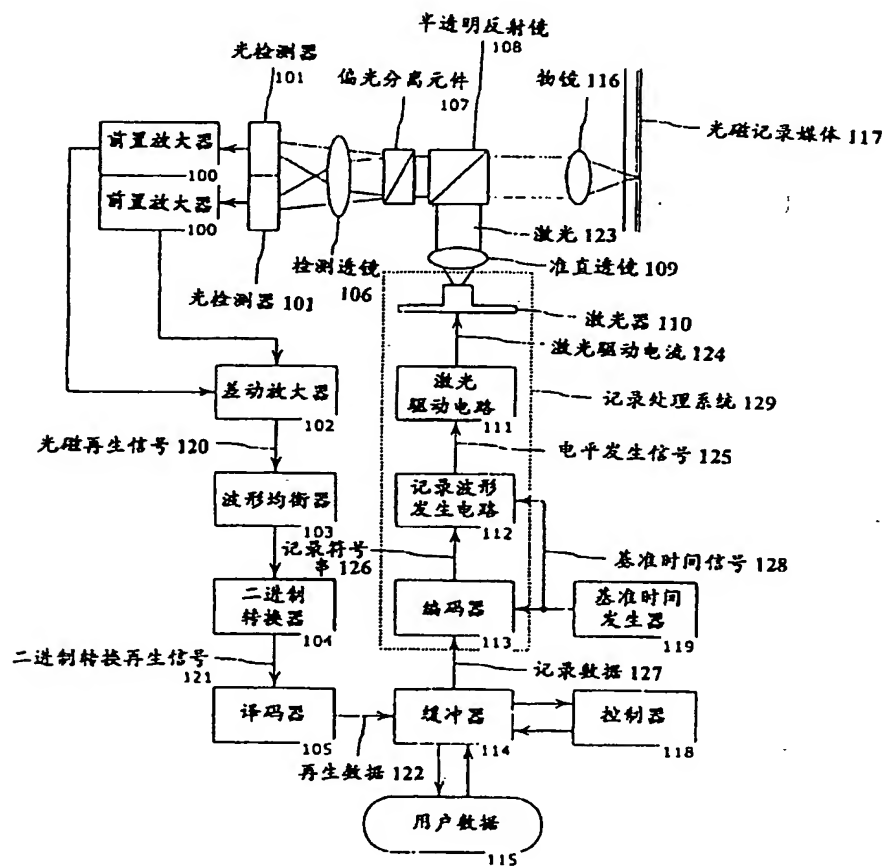 半透明反射镜
108
光检测器
101
偏光分离元件
107
物镜 116
光磁记录媒体 117
前置放大器
100
前置放大器
100
激光 123
检测透镜
106
准直透镜 109
光检测器 101
激光器 110
激光驱动电流
124
激光
驱动电路
111
差动放大器
102
记录处理系统
129
光磁再生信号 120
电平发生信号 125
波形均衡器
103
记录波形
发生电路
112
记录符号
串 126
基准时间信号 128
二进制
转换器
104
编码器
113
基准时间
发生器
119
二进制转换再生信号
121
记录数据 127
译码器
105
缓冲器
114
控制器
118
再生数据 122
用户数据
115